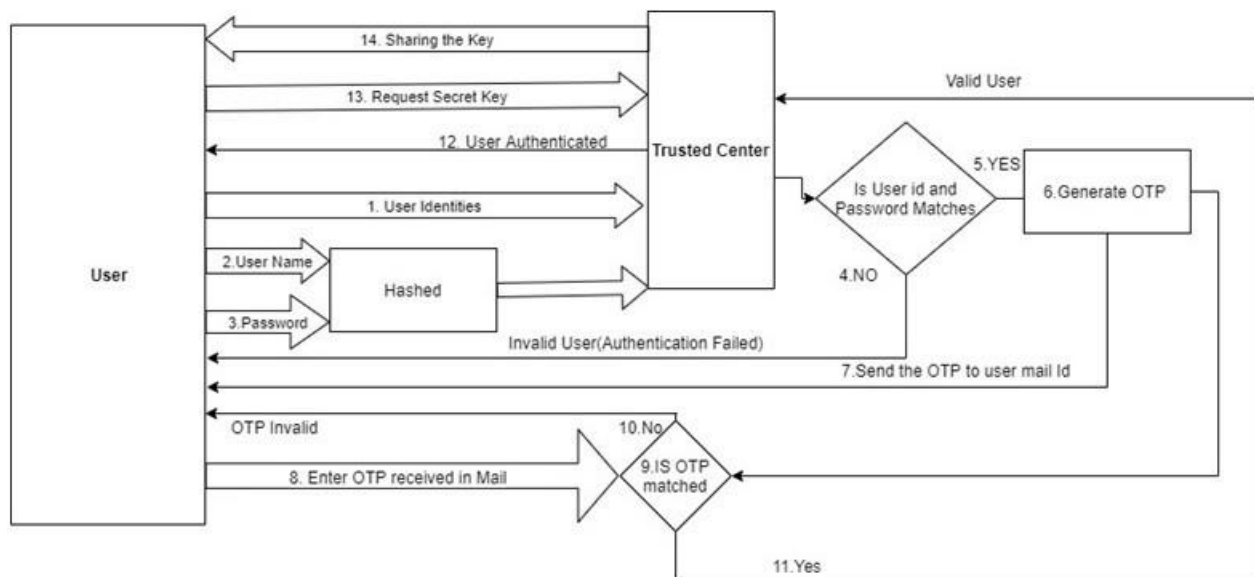 14. Sharing the Key
Valid User
13. Request Secret Key
12. User Authenticated
Trusted Center
5.YES
Is User id and
Password Matches
6.Generate OTP
1. User Identities
2.User Name
User
Hashed
4.NO
3.Password
Invalid User(Authentication Failed)
7.Send the OTP to user mail Id
OTP Invalid
10.No
8. Enter OTP received in Mail
9.IS OTP
matched
11.Yes